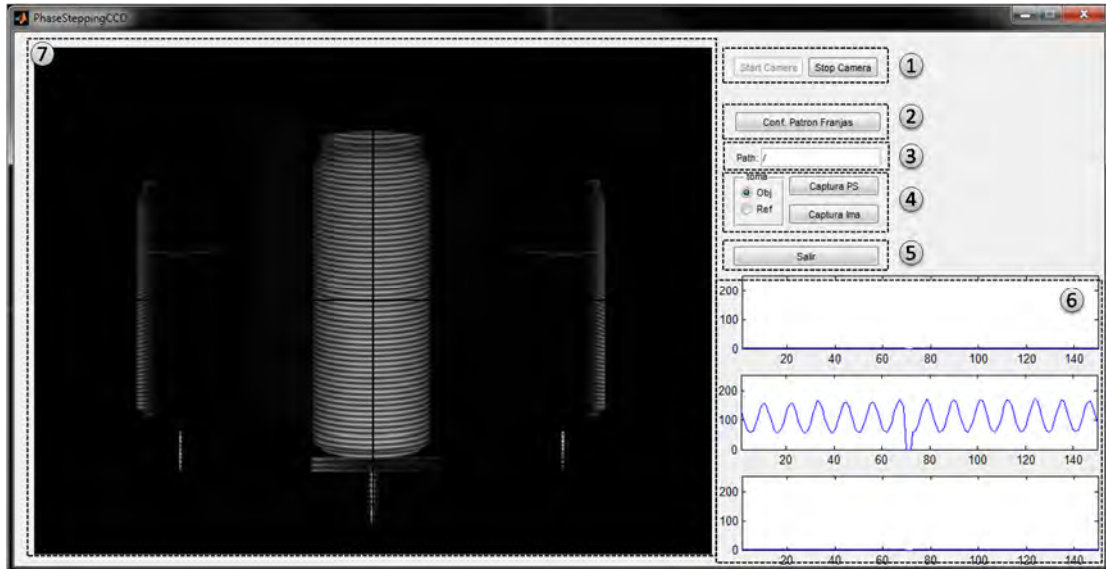 PhaseSteppingCCD
7
Start Camera Stop Camera 1
Conf. Patron Franjas 2
Path: / 3
toma
Obj Captura PS 4
Ref Captura Ima
Salir 5
6
200
100
0
20 40 60 80 100 120 140
200
100
0
20 40 60 80 100 120 140
200
100
0
20 40 60 80 100 120 140